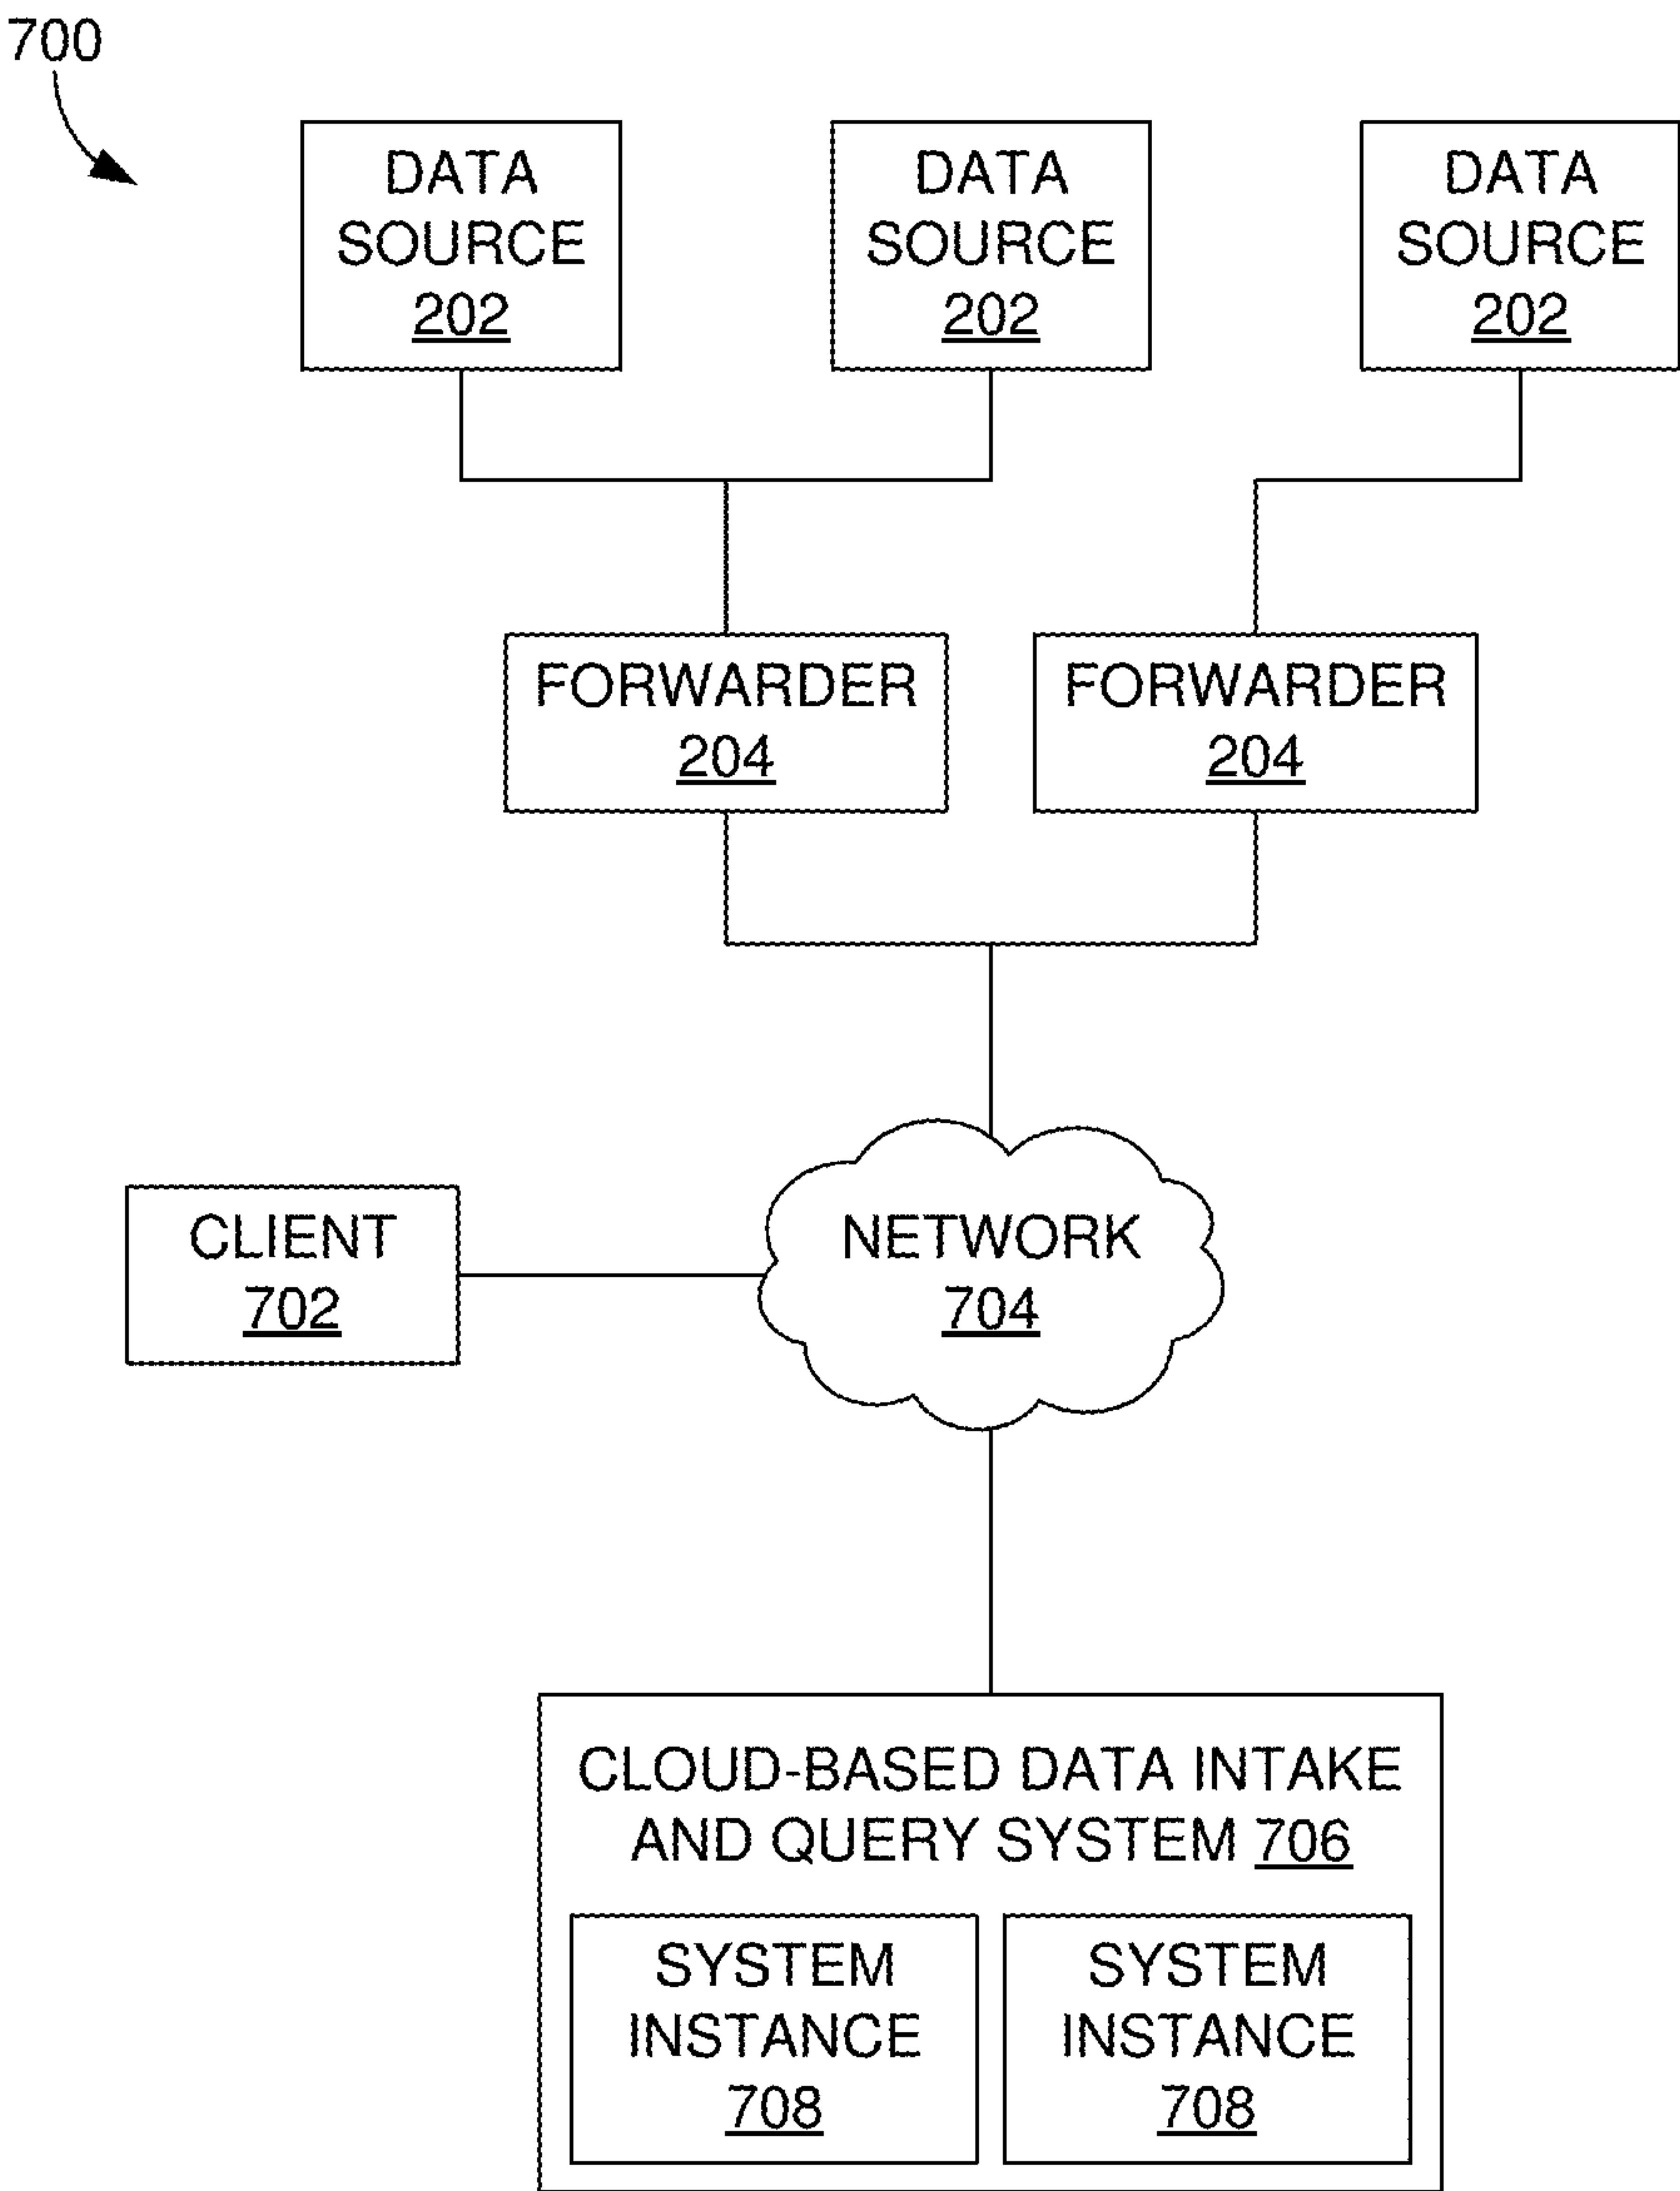 700
DATA
SOURCE
202
DATA
SOURCE
202
DATA
SOURCE
202
FORWARDER
204
FORWARDER
204
CLIENT
702
NETWORK
704
CLOUD-BASED DATA INTAKE
AND QUERY SYSTEM 706
SYSTEM
INSTANCE
708
SYSTEM
INSTANCE
708